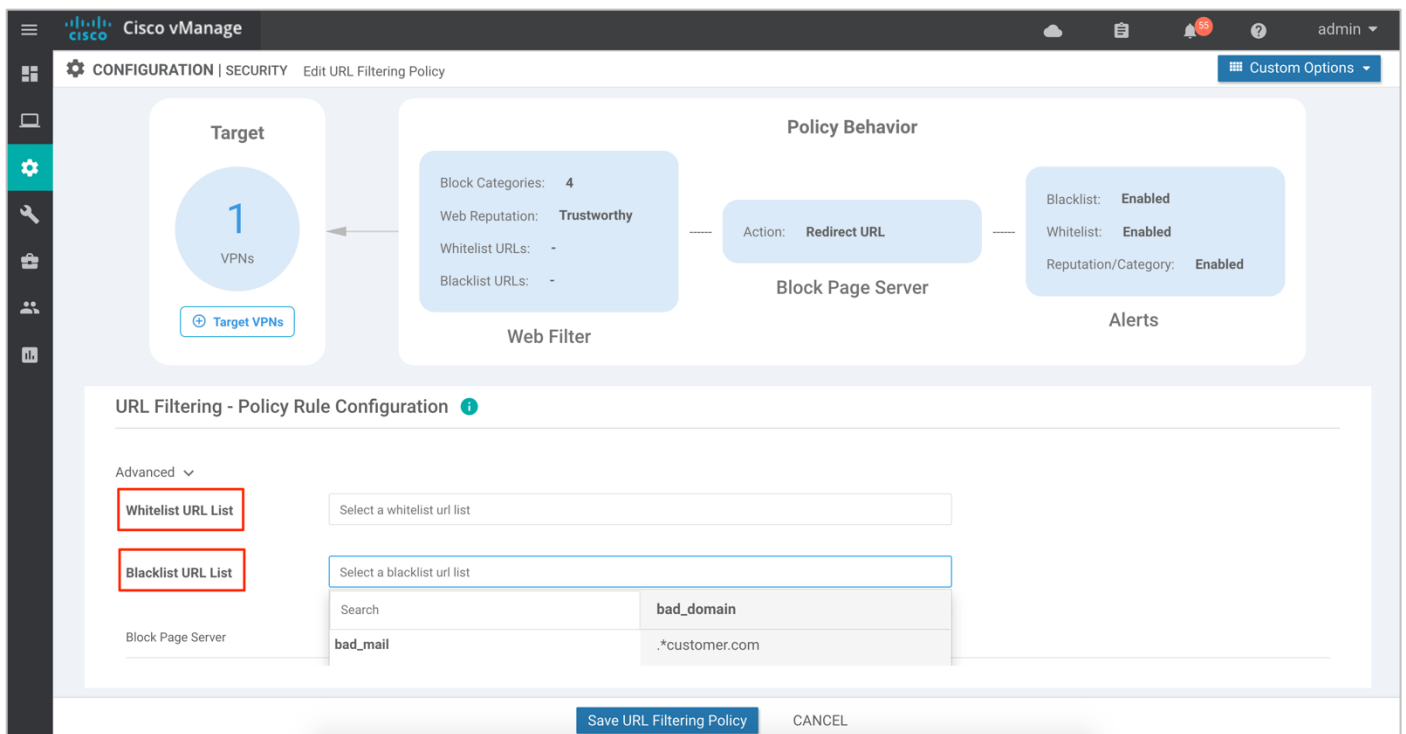 cisco Cisco vManage 55 admin
CONFIGURATION | SECURITY Edit URL Filtering Policy Custom Options
Target
1
VPNs
Target VPNs
Policy Behavior
Block Categories: 4
Web Reputation: Trustworthy
Whitelist URLs: -
Blacklist URLs: -
Web Filter
Action: Redirect URL
Block Page Server
Blacklist: Enabled
Whitelist: Enabled
Reputation/Category: Enabled
Alerts
URL Filtering - Policy Rule Configuration
Advanced
Whitelist URL List Select a whitelist url list
Blacklist URL List Select a blacklist url list
Search bad_domain
Block Page Server bad_mail .*customer.com
Save URL Filtering Policy CANCEL